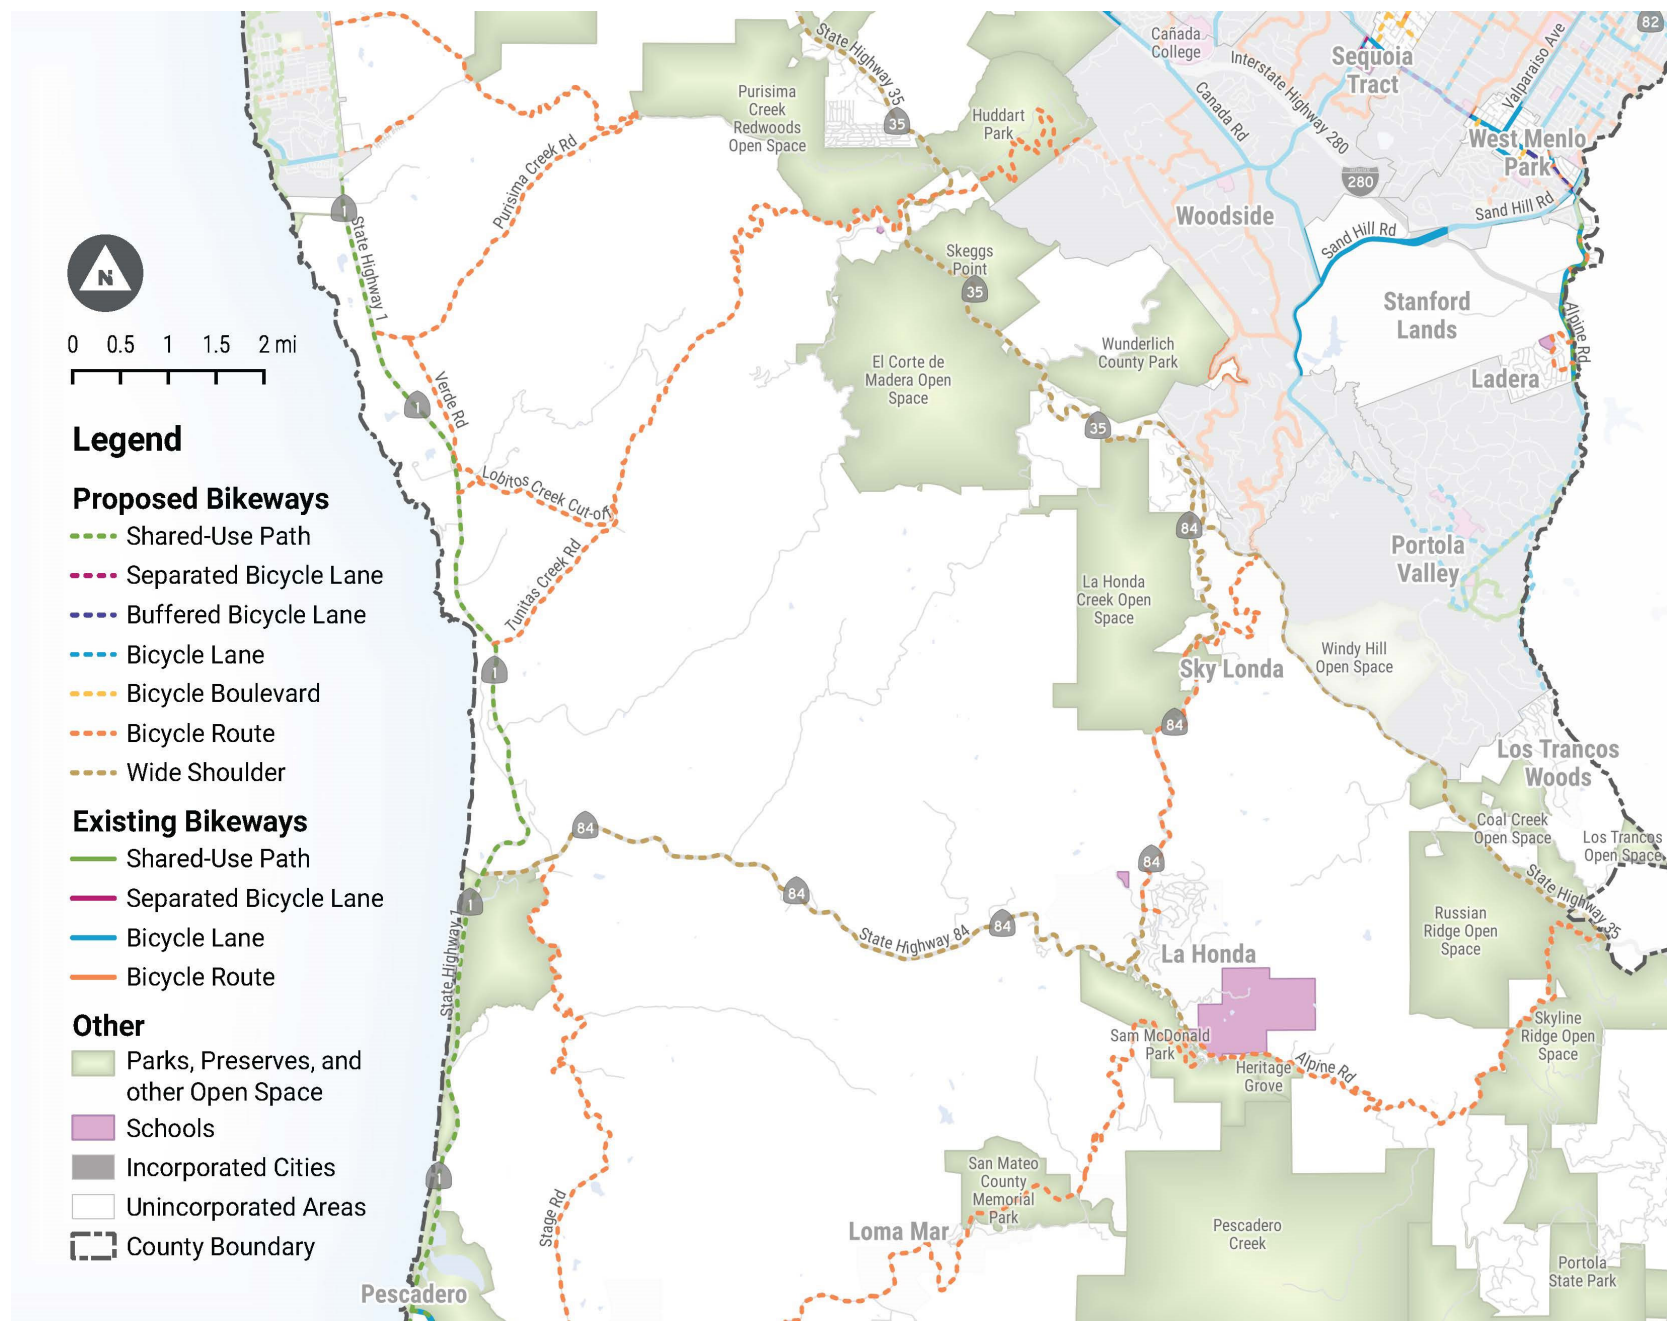 82
Cañada
College
Sequoia
Tract
Valparaiso Ave
State Highway 35
Interstate Highway 280
Purisima
Creek
Redwoods
Open Space
35
Huddart
Park
Canada Rd
West Menlo
Park
Purisima Creek Rd
280
1
Woodside
Sand Hill Rd
Sand Hill Rd
State Highway 1
Skeggs
Point
35
N
Stanford
Lands
Alpine Rd
0 0.5 1 1.5 2 mi
Wunderlich
County Park
El Corte de
Madera Open
Space
Ladera
Verde Rd
1
35
Legend
Proposed Bikeways
Shared-Use Path
Separated Bicycle Lane
Buffered Bicycle Lane
Bicycle Lane
Bicycle Boulevard
Bicycle Route
Wide Shoulder
Existing Bikeways
Shared-Use Path
Separated Bicycle Lane
Bicycle Lane
Bicycle Route
Other
Parks, Preserves, and
other Open Space
Schools
Incorporated Cities
Unincorporated Areas
County Boundary
Lobitos Creek Cut-off
84
Tunitas Creek Rd
Portola
Valley
La Honda
Creek Open
Space
Windy Hill
Open Space
1
Sky Londa
84
Los Trancos
Woods
84
Coal Creek
Open Space
Los Trancos
Open Space
84
84
1
State Highway 1
84
State Highway 84
State Highway 35
Russian
Ridge Open
Space
La Honda
Sam McDonald
Park
Heritage
Grove
Alpine Rd
Skyline
Ridge Open
Space
1
San Mateo
County
Memorial
Park
Stage Rd
Loma Mar
Pescadero
Creek
Portola
State Park
Pescadero